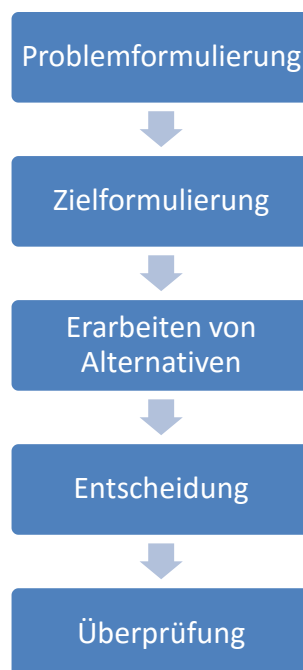 Problemformulierung
Zielformulierung
Erarbeiten von
Alternativen
Entscheidung
Überprüfung